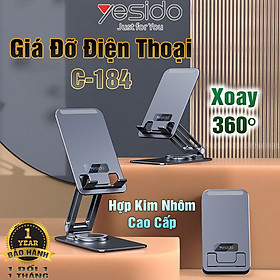 yesido
Just for You
Giá Đỡ Điện Thoại
C-184
Xoay
360°
Hợp Kim Nhôm
Cao Cấp
1
YEAR
BẢO HÀNH
1 ĐỔI 1
1 THÁNG